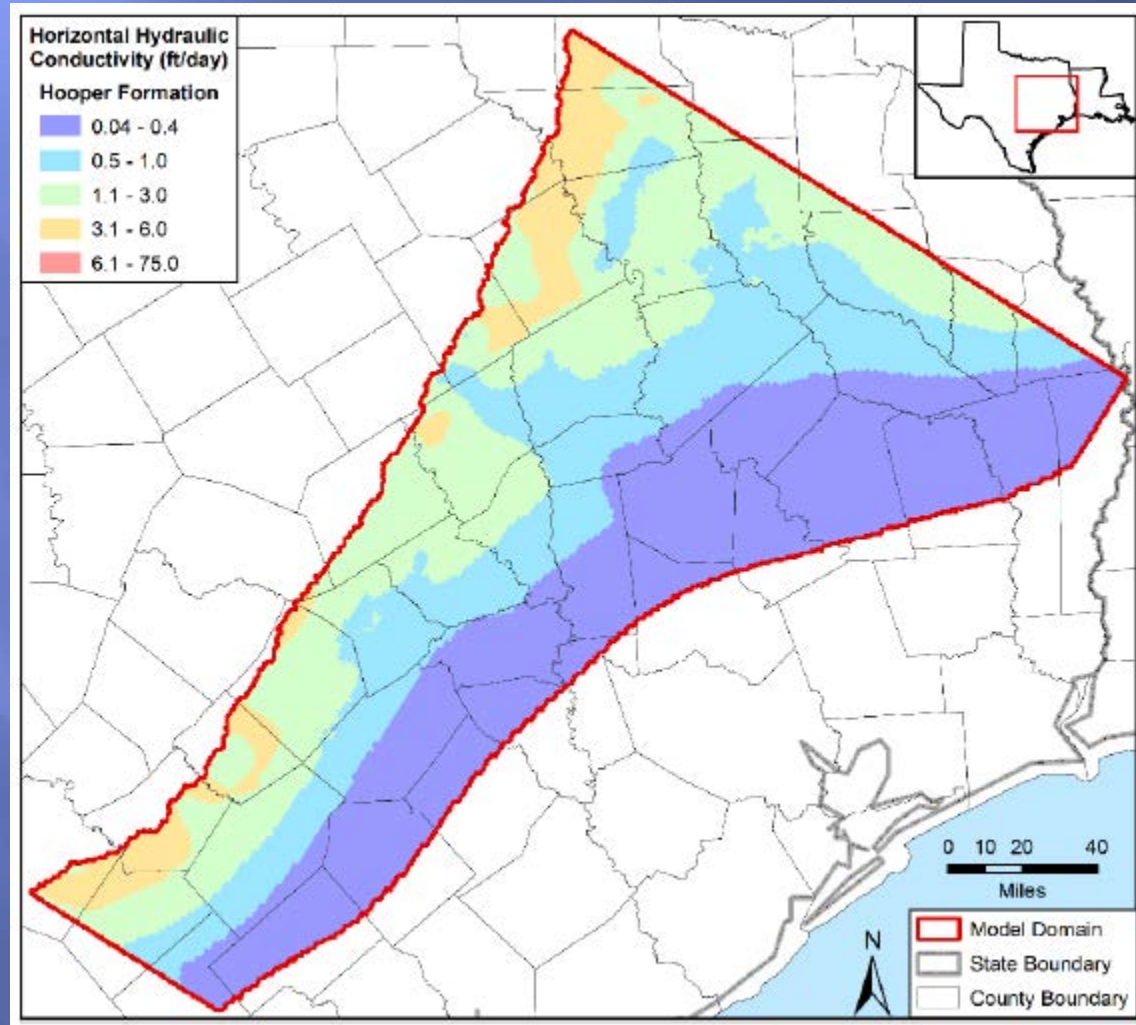 Horizontal Hydraulic
Conductivity (ft/day)
Hooper Formation
0.04 - 0.4
0.5 - 1.0
1.1 - 3.0
3.1 - 6.0
6.1 - 75.0
0 10 20 40
Miles
N
Model Domain
State Boundary
County Boundary